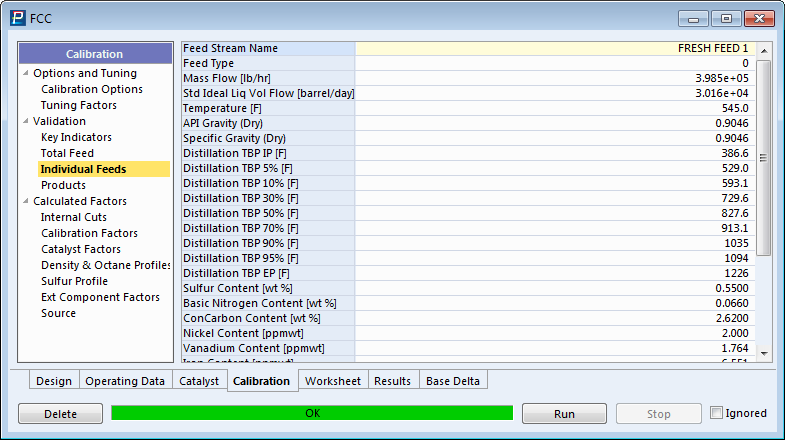 FCC
Calibration
Options and Tuning
Calibration Options
Tuning Factors
Validation
Key Indicators
Total Feed
Individual Feeds
Products
Calculated Factors
Internal Cuts
Calibration Factors
Catalyst Factors
Density & Octane Profiles
Sulfur Profile
Ext Component Factors
Source
Feed Stream Name FRESH FEED 1
Feed Type 0
Mass Flow [lb/hr] 3.985e+05
Std Ideal Liq Vol Flow [barrel/day] 3.016e+04
Temperature [F] 545.0
API Gravity (Dry) 0.9046
Specific Gravity (Dry) 0.9046
Distillation TBP IP [F] 386.6
Distillation TBP 5% [F] 529.0
Distillation TBP 10% [F] 593.1
Distillation TBP 30% [F] 729.6
Distillation TBP 50% [F] 827.6
Distillation TBP 70% [F] 913.1
Distillation TBP 90% [F] 1035
Distillation TBP 95% [F] 1094
Distillation TBP EP [F] 1226
Sulfur Content [wt %] 0.5500
Basic Nitrogen Content [wt %] 0.0660
ConCarbon Content [wt %] 2.6200
Nickel Content [ppmwt] 2.000
Vanadium Content [ppmwt] 1.764
Iron Content [ppmwt] 6.551
Design Operating Data Catalyst Calibration Worksheet Results Base Delta
Delete OK Run Stop Ignored